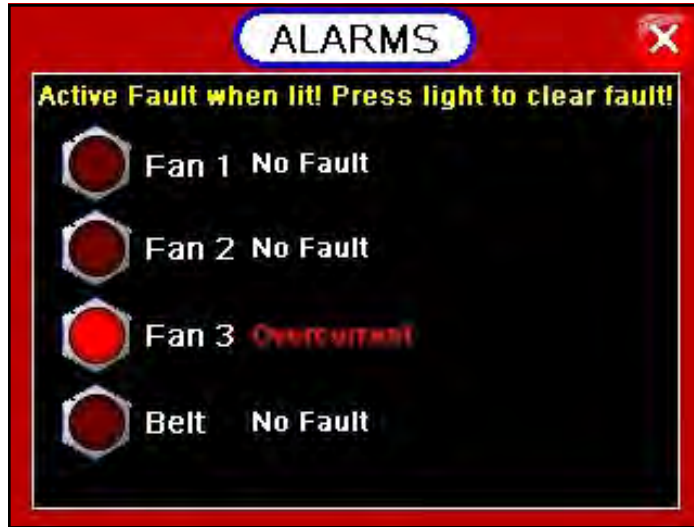 ALARMS
Active Fault when lit! Press light to clear fault!
Fan 1 No Fault
Fan 2 No Fault
Fan 3 Overcurrent
Belt No Fault